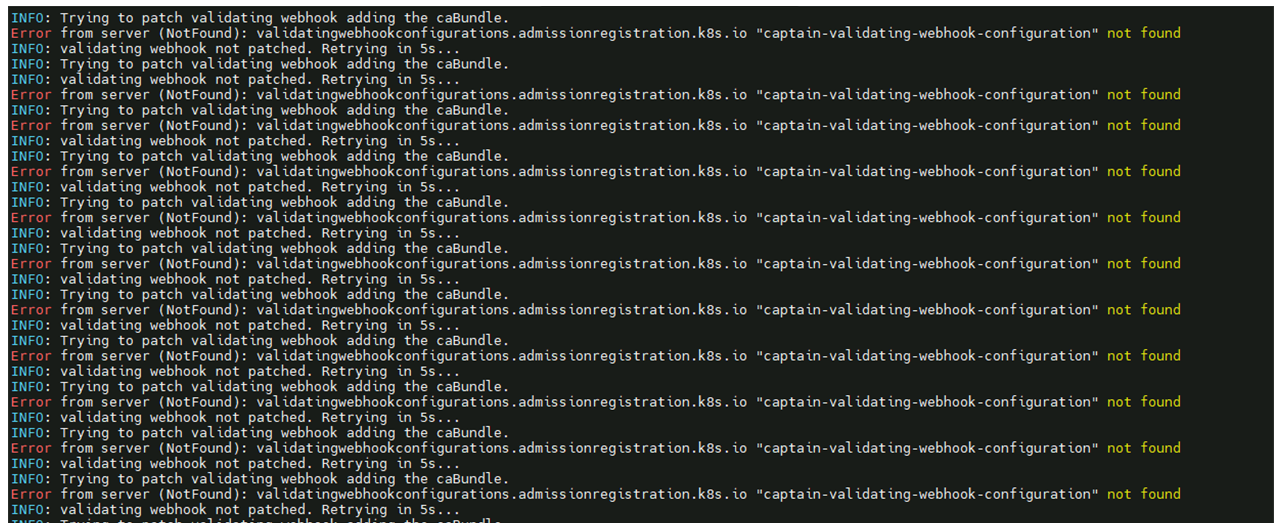 INFO: Trying to patch validating webhook adding the caBundle.
Error from server (NotFound): validatingwebhookconfigurations.admissionregistration.k8s.io "captain-validating-webhook-configuration" not found
INFO: validating webhook not patched. Retrying in 5s...
INFO: Trying to patch validating webhook adding the caBundle.
INFO: validating webhook not patched. Retrying in 5s...
Error from server (NotFound): validatingwebhookconfigurations.admissionregistration.k8s.io "captain-validating-webhook-configuration" not found
INFO: Trying to patch validating webhook adding the caBundle.
Error from server (NotFound): validatingwebhookconfigurations.admissionregistration.k8s.io "captain-validating-webhook-configuration" not found
INFO: validating webhook not patched. Retrying in 5s...
INFO: Trying to patch validating webhook adding the caBundle.
Error from server (NotFound): validatingwebhookconfigurations.admissionregistration.k8s.io "captain-validating-webhook-configuration" not found
INFO: validating webhook not patched. Retrying in 5s...
INFO: Trying to patch validating webhook adding the caBundle.
Error from server (NotFound): validatingwebhookconfigurations.admissionregistration.k8s.io "captain-validating-webhook-configuration" not found
INFO: validating webhook not patched. Retrying in 5s...
INFO: Trying to patch validating webhook adding the caBundle.
Error from server (NotFound): validatingwebhookconfigurations.admissionregistration.k8s.io "captain-validating-webhook-configuration" not found
INFO: validating webhook not patched. Retrying in 5s...
INFO: Trying to patch validating webhook adding the caBundle.
Error from server (NotFound): validatingwebhookconfigurations.admissionregistration.k8s.io "captain-validating-webhook-configuration" not found
INFO: validating webhook not patched. Retrying in 5s...
INFO: Trying to patch validating webhook adding the caBundle.
Error from server (NotFound): validatingwebhookconfigurations.admissionregistration.k8s.io "captain-validating-webhook-configuration" not found
INFO: validating webhook not patched. Retrying in 5s...
INFO: Trying to patch validating webhook adding the caBundle.
Error from server (NotFound): validatingwebhookconfigurations.admissionregistration.k8s.io "captain-validating-webhook-configuration" not found
INFO: validating webhook not patched. Retrying in 5s...
INFO: Trying to patch validating webhook adding the caBundle.
Error from server (NotFound): validatingwebhookconfigurations.admissionregistration.k8s.io "captain-validating-webhook-configuration" not found
INFO: validating webhook not patched. Retrying in 5s...
INFO: Trying to patch validating webhook adding the caBundle.
Error from server (NotFound): validatingwebhookconfigurations.admissionregistration.k8s.io "captain-validating-webhook-configuration" not found
INFO: validating webhook not patched. Retrying in 5s...
INFO: Trying to patch validating webhook adding the caBundle.